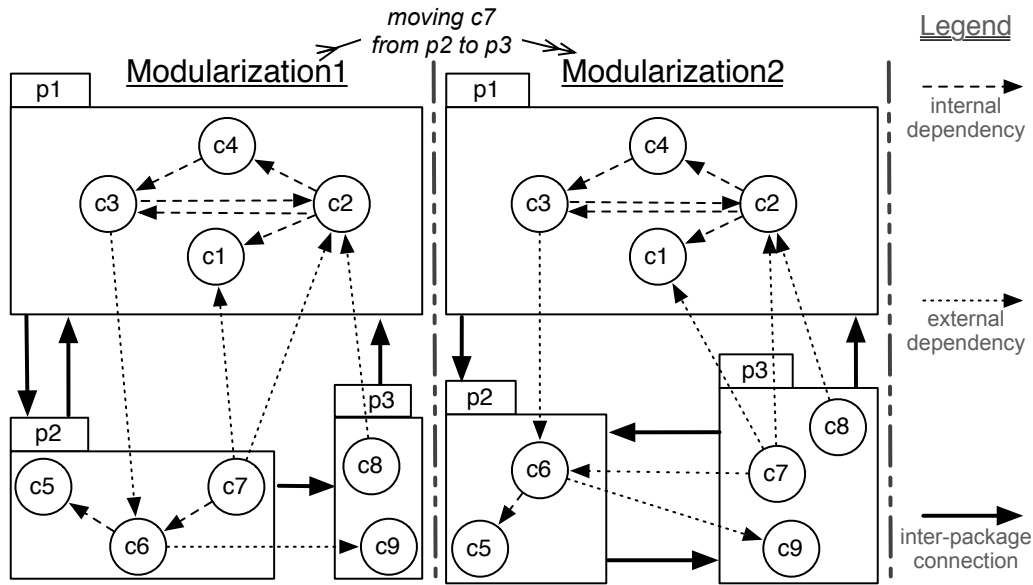 moving c7
from p2 to p3
Modularization1
Modularization2
Legend
p1
c4
c3
c2
c1
p2
c5
c7
c6
p3
c8
c9
p1
c4
c3
c2
c1
p2
c6
c5
p3
c8
c7
c9
internal
dependency
external
dependency
inter-package
connection